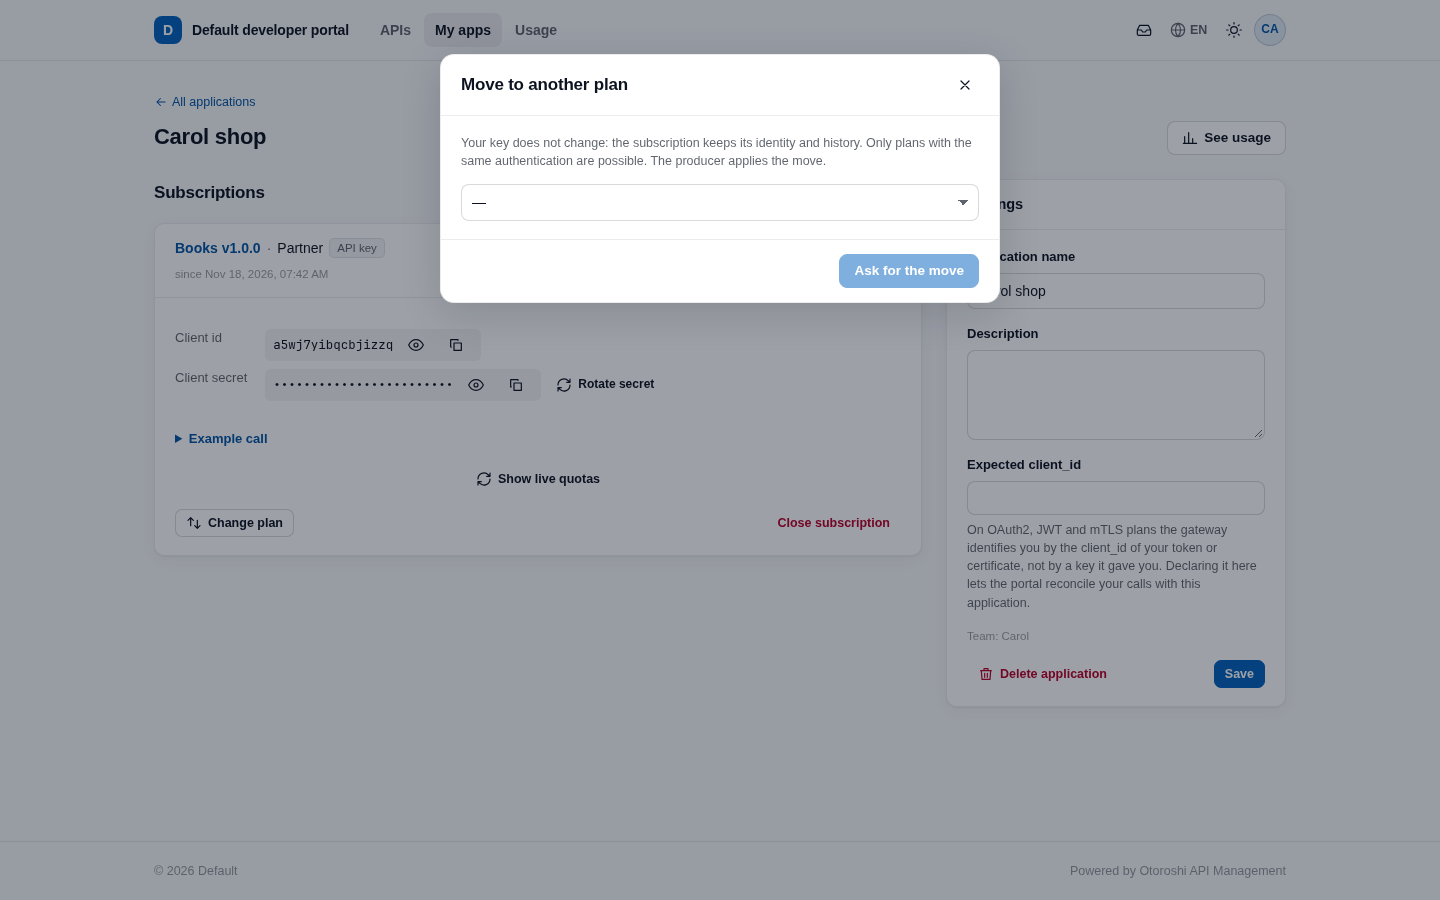 D Default developer portal APIs My apps Usage EN CA
Move to another plan
Your key does not change: the subscription keeps its identity and history. Only plans with the
same authentication are possible. The producer applies the move.
—
Ask for the move
All applications
Carol shop
See usage
Subscriptions
Books v1.0.0 · Partner API key
since Nov 18, 2026, 07:42 AM
Client id a5wj7yibqcbjizzq
Client secret •••••••••••••••••••••••• Rotate secret
Example call
Show live quotas
Change plan Close subscription
Description
Expected client_id
On OAuth2, JWT and mTLS plans the gateway
identifies you by the client_id of your token or
certificate, not by a key it gave you. Declaring it here
lets the portal reconcile your calls with this
application.
Team: Carol
Delete application Save
© 2026 Default Powered by Otoroshi API Management